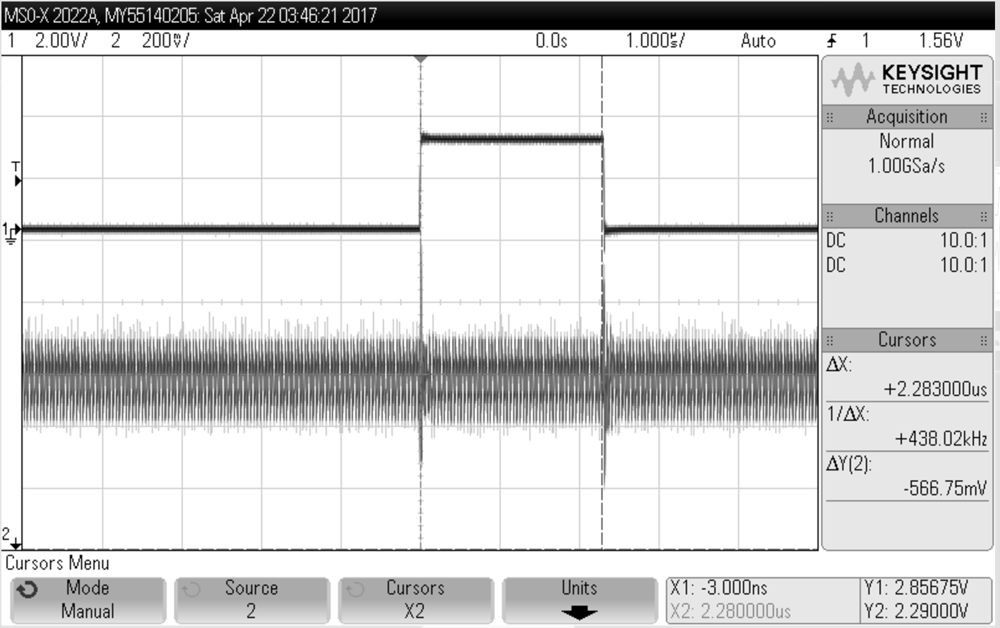 MSO-X 2022A, MY55140205: Sat Apr 22 03:46:21 2017
1 2.00V/ 2 200mV/ 0.0s 1.000µs/ Auto 1 1.56V
KEYSIGHT
TECHNOLOGIES
Acquisition
Normal
1.00GSa/s
Channels
DC 10.0:1
DC 10.0:1
Cursors
ΔX:
+2.283000us
1/ΔX:
+438.02kHz
ΔY(2):
-566.75mV
T
1
2
Cursors Menu
Mode
Manual
Source
2
Cursors
X2
Units
X1: -3.000ns
X2: 2.280000us
Y1: 2.85675V
Y2: 2.29000V